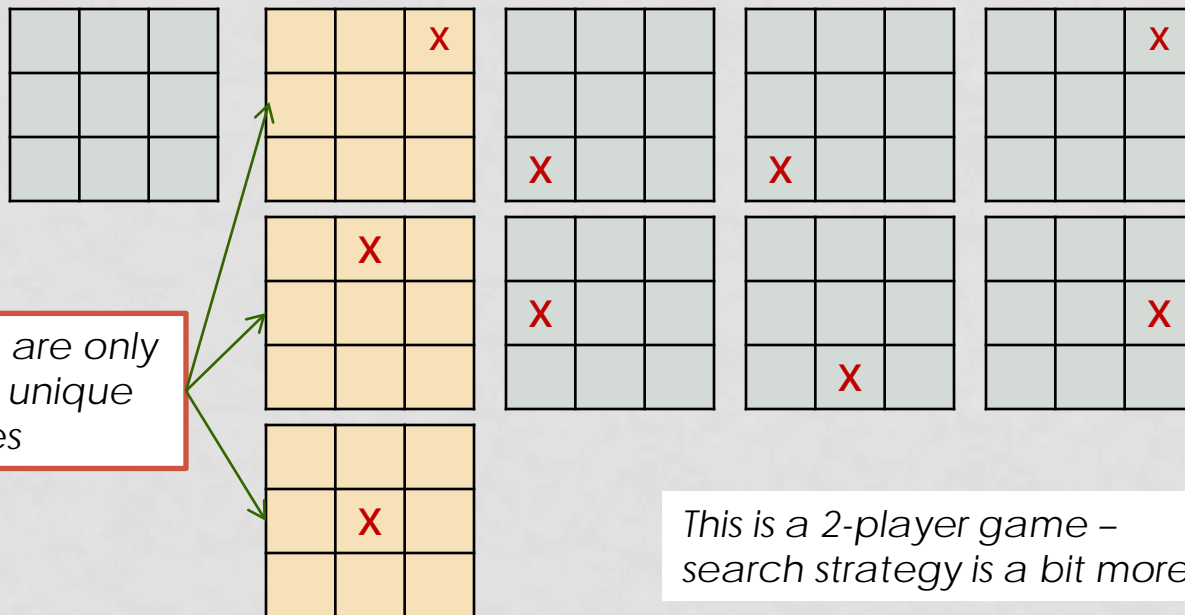 X X
X X
X
X X
X
X
are only
unique
es
This is a 2-player game –
search strategy is a bit more